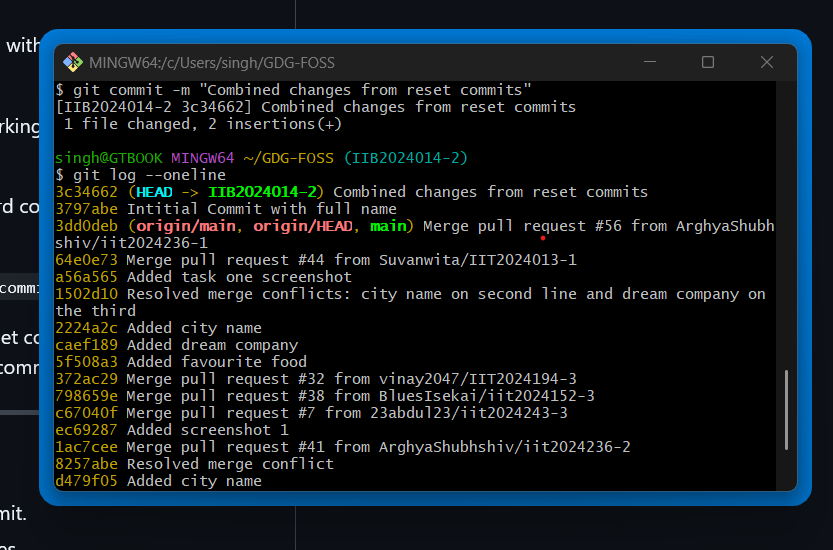 with
MINGW64:/c/Users/singh/GDG-FOSS
$ git commit -m "Combined changes from reset commits"
[IIB2024014-2 3c34662] Combined changes from reset commits
 1 file changed, 2 insertions(+)
singh@GTBOOK MINGW64 ~/GDG-FOSS (IIB2024014-2)
$ git log --oneline
3c34662 (HEAD -> IIB2024014-2) Combined changes from reset commits
3797abe Intitial Commit with full name
3dd0deb (origin/main, origin/HEAD, main) Merge pull request #56 from ArghyaShubh
shiv/iit2024236-1
64e0e73 Merge pull request #44 from Suvanwita/IIT2024013-1
a56a565 Added task one screenshot
1502d10 Resolved merge conflicts: city name on second line and dream company on
the third
2224a2c Added city name
caef189 Added dream company
5f508a3 Added favourite food
372ac29 Merge pull request #32 from vinay2047/IIT2024194-3
798659e Merge pull request #38 from BluesIsekai/iit2024152-3
c67040f Merge pull request #7 from 23abdul23/iit2024243-3
ec69287 Added screenshot 1
1ac7cee Merge pull request #41 from ArghyaShubhshiv/iit2024236-2
8257abe Resolved merge conflict
d479f05 Added city name
rking
rd co
commi
et co
comm
mit.
es